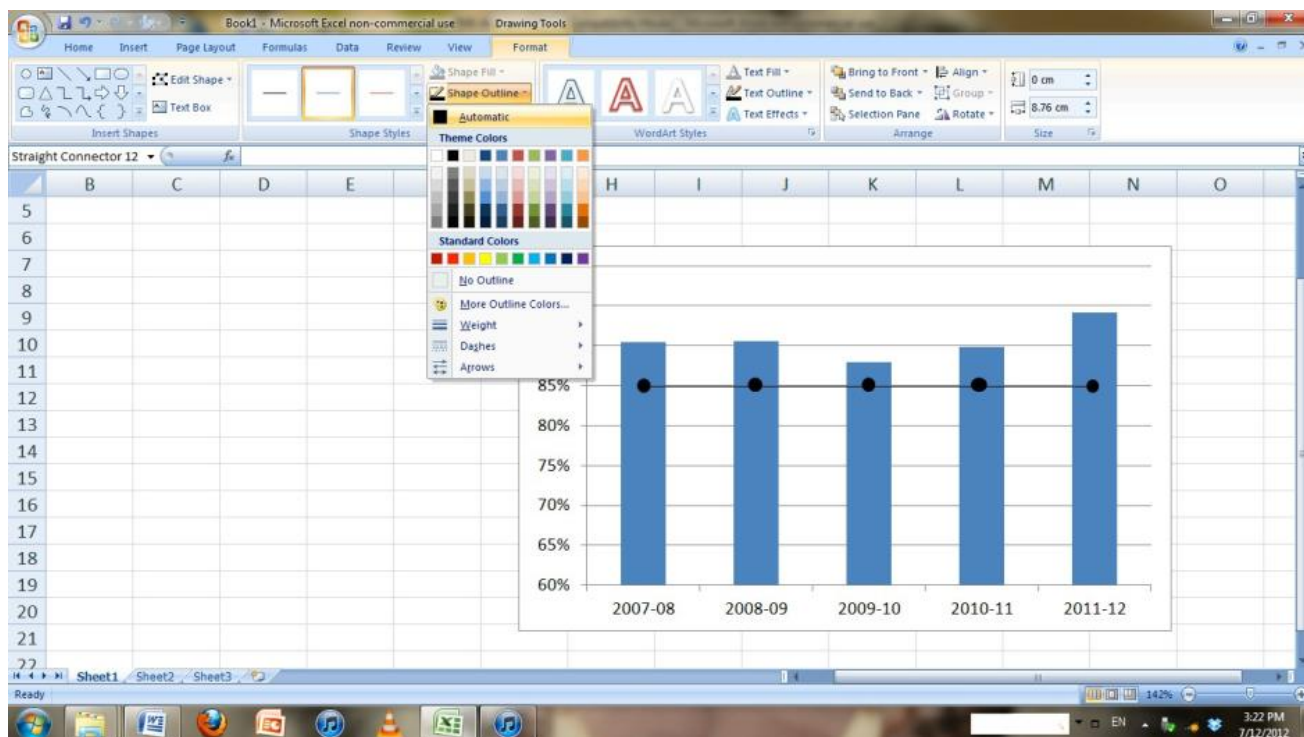 Book1 - Microsoft Excel non-commercial use
Drawing Tools
Home Insert Page Layout Formulas Data Review View Format
Edit Shape
Text Box
Insert Shapes
Shape Fill
Shape Outline
Shape Styles
Text Fill
Text Outline
Text Effects
WordArt Styles
Bring to Front
Send to Back
Selection Pane
Align
Group
Rotate
Arrange
0 cm
8.76 cm
Size
Automatic
Theme Colors
Standard Colors
No Outline
More Outline Colors...
Weight
Dashes
Arrows
Straight Connector 12
fx
B C D E H I J K L M N O
5
6
7
8
9
10
11
12
13
14
15
16
17
18
19
20
21
22
85%
80%
75%
70%
65%
60%
2007-08 2008-09 2009-10 2010-11 2011-12
Sheet1 Sheet2 Sheet3
Ready
142%
EN
3:22 PM
7/12/2012